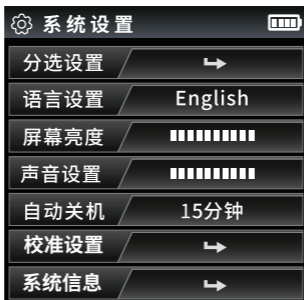 系统设置
分选设置
语言设置 English
屏幕亮度
声音设置
自动关机 15分钟
校准设置
系统信息